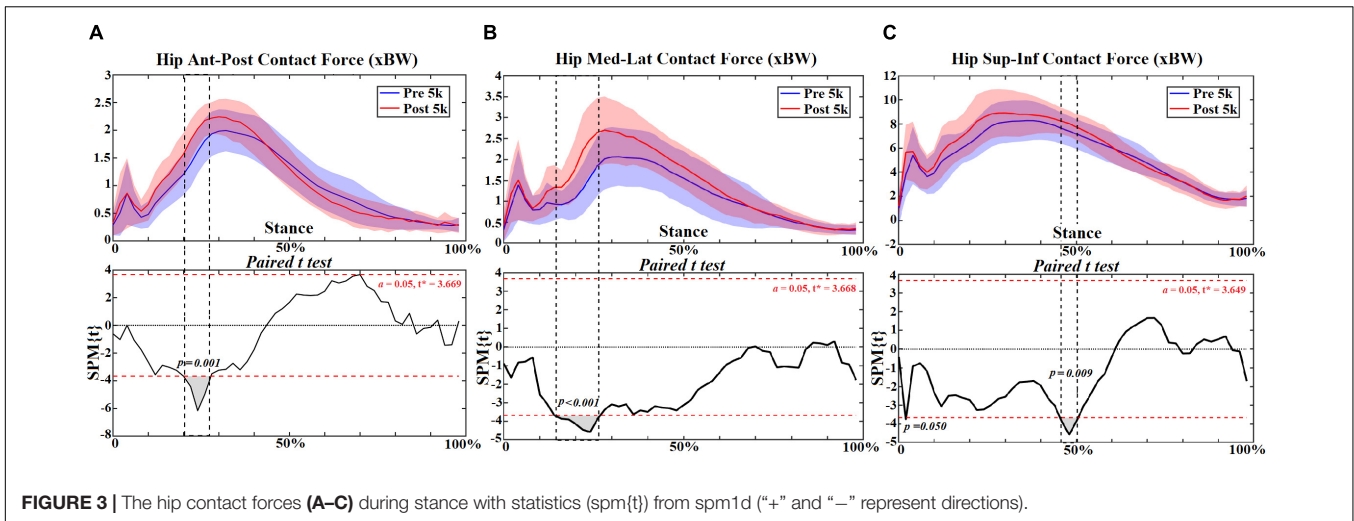 A
B
C
Hip Ant-Post Contact Force (xBW)
Hip Med-Lat Contact Force (xBW)
Hip Sup-Inf Contact Force (xBW)
3
2.5
2
1.5
1
0.5
0
Pre 5k
Post 5k
Stance
0
50%
100%
4
3.5
3
2.5
2
1.5
1
0.5
0
Pre 5k
Post 5k
Stance
0
50%
100%
12
10
8
6
4
2
0
-2
Pre 5k
Post 5k
Stance
0
50%
100%
Paired t test
SPM{t}
4
2
0
-2
-4
-6
-8
a = 0.05, t* = 3.669
p=0.001
0
50%
100%
Paired t test
SPM{t}
4
3
2
1
0
-1
-2
-3
-4
-5
a = 0.05, t* = 3.668
p<0.001
0
50%
100%
Paired t test
SPM{t}
4
3
2
1
0
-1
-2
-3
-4
-5
a = 0.05, t* = 3.649
p=0.009
p=0.050
0
50%
100%
FIGURE 3 | The hip contact forces (A–C) during stance with statistics (spm{t}) from spm1d (“+” and “−” represent directions).